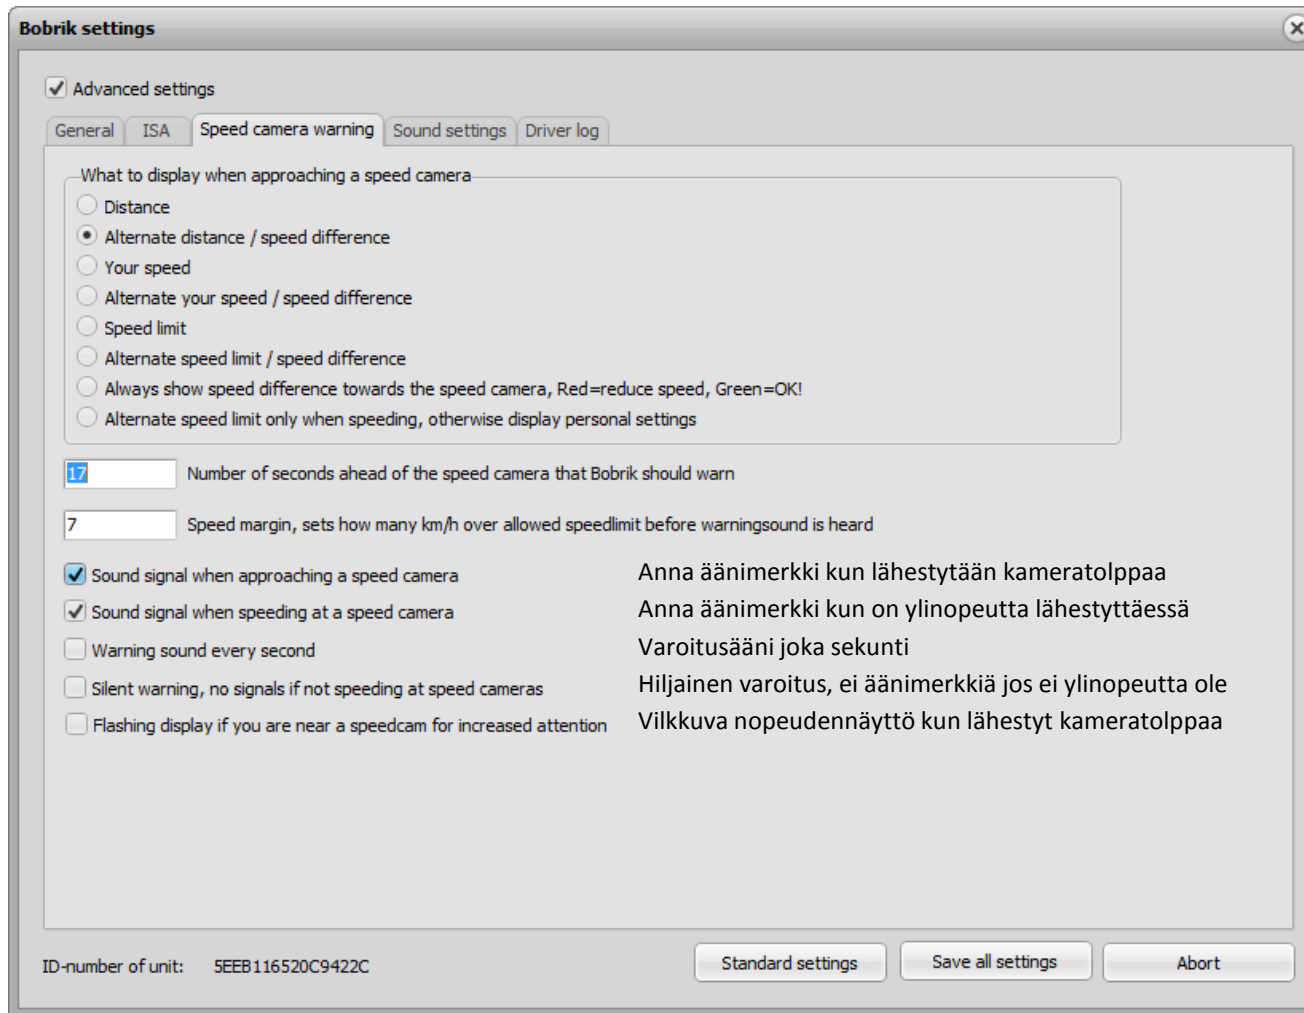 Bobrik settings
Advanced settings
General ISA Speed camera warning Sound settings Driver log
What to display when approaching a speed camera
Distance
Alternate distance / speed difference
Your speed
Alternate your speed / speed difference
Speed limit
Alternate speed limit / speed difference
Always show speed difference towards the speed camera, Red=reduce speed, Green=OK!
Alternate speed limit only when speeding, otherwise display personal settings
17 Number of seconds ahead of the speed camera that Bobrik should warn
7 Speed margin, sets how many km/h over allowed speedlimit before warningsound is heard
Sound signal when approaching a speed camera Anna äänimerkki kun lähestytään kameratolppaa
Sound signal when speeding at a speed camera Anna äänimerkki kun on ylinopeutta lähestyttäessä
Warning sound every second Varoitusääni joka sekunti
Silent warning, no signals if not speeding at speed cameras Hiljainen varoitus, ei äänimerkkiä jos ei ylinopeutta ole
Flashing display if you are near a speedcam for increased attention Vilkkuva nopeudennäyttö kun lähestyt kameratolppaa
ID-number of unit: 5EEB116520C9422C Standard settings Save all settings Abort